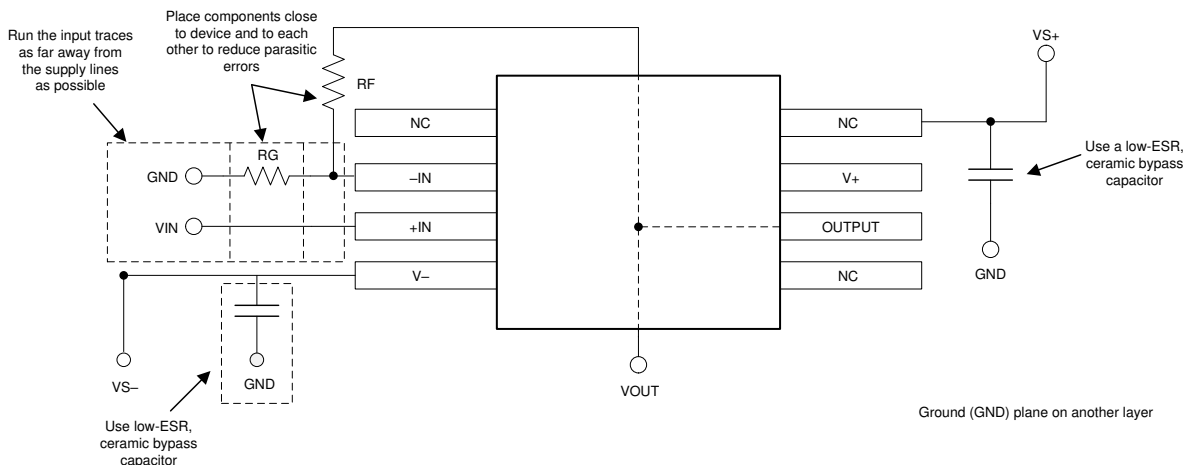 Run the input traces
as far away from
the supply lines
as possible
Place components close
to device and to each
other to reduce parasitic
errors
RF
VS+
NC
NC
Use a low-ESR,
ceramic bypass
capacitor
RG
GND
–IN
V+
VIN
+IN
OUTPUT
GND
V–
NC
VS–
GND
VOUT
Use low-ESR,
ceramic bypass
capacitor
Ground (GND) plane on another layer